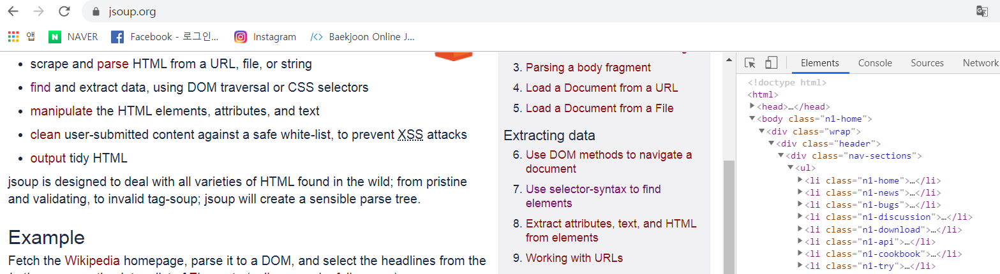 jsoup.org
앱 NAVER Facebook - 로그인... Instagram Baekjoon Online J...
• scrape and parse HTML from a URL, file, or string
• find and extract data, using DOM traversal or CSS selectors
• manipulate the HTML elements, attributes, and text
• clean user-submitted content against a safe white-list, to prevent XSS attacks
• output tidy HTML
jsoup is designed to deal with all varieties of HTML found in the wild; from pristine
and validating, to invalid tag-soup; jsoup will create a sensible parse tree.
Example
Fetch the Wikipedia homepage, parse it to a DOM, and select the headlines from the
3. Parsing a body fragment
4. Load a Document from a URL
5. Load a Document from a File
Extracting data
6. Use DOM methods to navigate a
document
7. Use selector-syntax to find
elements
8. Extract attributes, text, and HTML
from elements
9. Working with URLs
Elements Console Sources Network
<!doctype html>
<html>
<head>…</head>
<body class="n1-home">
<div class="wrap">
<div class="header">
<div class="nav-sections">
<ul>
<li class="n1-home">…</li>
<li class="n1-news">…</li>
<li class="n1-bugs">…</li>
<li class="n1-discussion">…</li>
<li class="n1-download">…</li>
<li class="n1-api">…</li>
<li class="n1-cookbook">…</li>
<li class="n1-try">…</li>